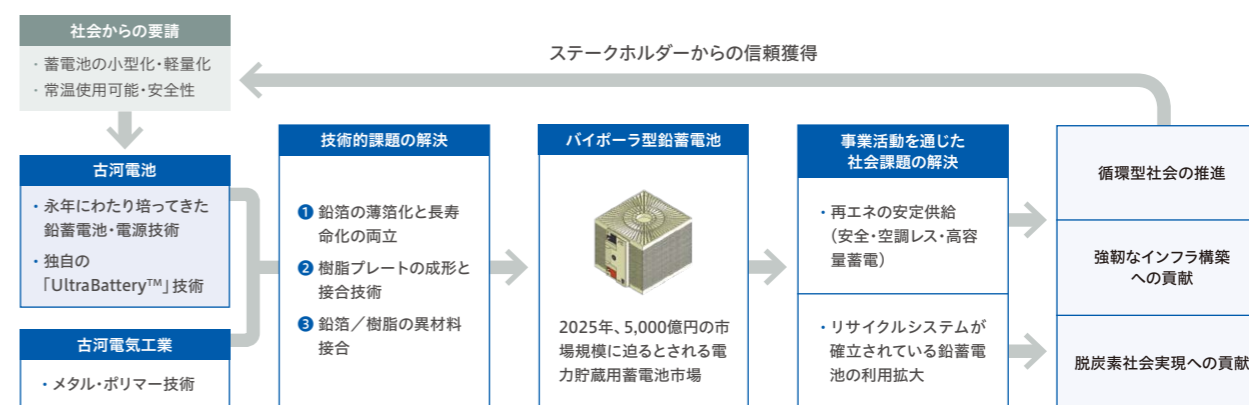 社会からの要請
・蓄電池の小型化・軽量化
・常温使用可能・安全性
ステークホルダーからの信頼獲得
古河電池
・永年にわたり培ってきた
鉛蓄電池・電源技術
・独自の
「UltraBattery™」技術
古河電気工業
・メタル・ポリマー技術
技術的課題の解決
❶ 鉛箔の薄箔化と長寿
命化の両立
❷ 樹脂プレートの成形と
接合技術
❸ 鉛箔／樹脂の異材料
接合
バイポーラ型鉛蓄電池
2025年、5,000億円の市
場規模に迫るとされる電
力貯蔵用蓄電池市場
事業活動を通じた
社会課題の解決
・再エネの安定供給
（安全・空調レス・高容
量蓄電）
・リサイクルシステムが
確立されている鉛蓄電
池の利用拡大
循環型社会の推進
強靭なインフラ構築
への貢献
脱炭素社会実現への貢献